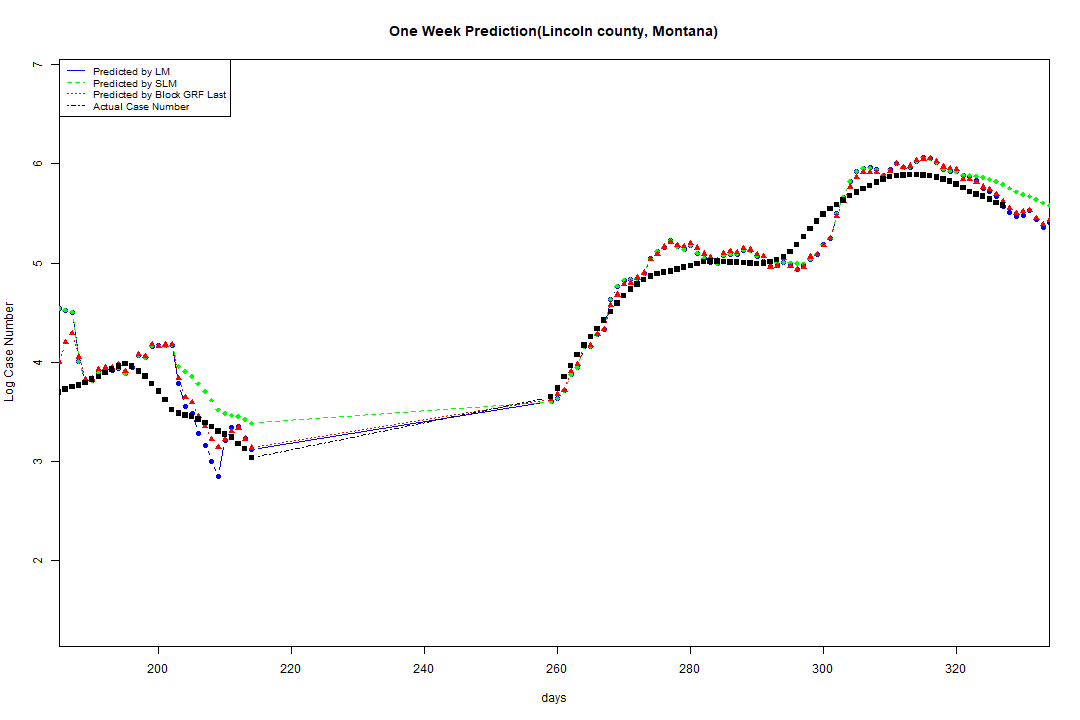 One Week Prediction(Lincoln county, Montana)
Predicted by LM
Predicted by SLM
Predicted by Block GRF Last
Actual Case Number
Log Case Number
7
6
5
4
3
2
200 220 240 260 280 300 320
days